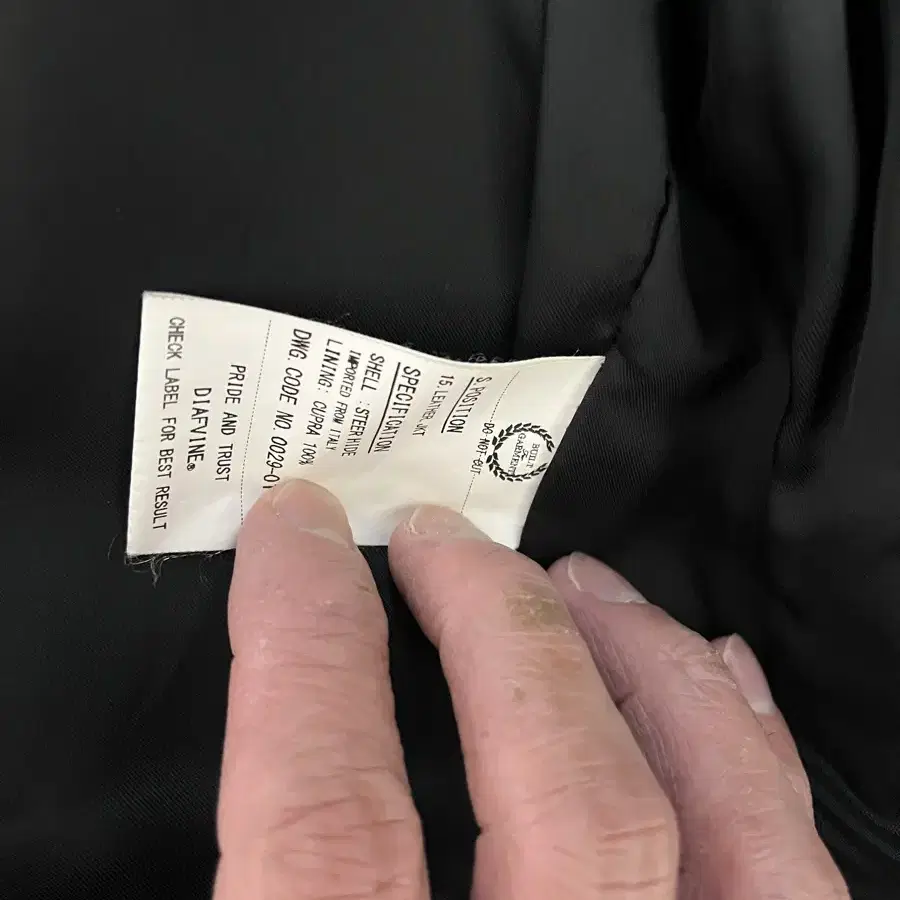 BUILT
GARMENT
-DO-NOT-CUT-
S.POSITION
15.LEATHER JKT
SPECIFICATION
SHELL :STEERHIDE
IMPORTED FROM ITALY
LINING: CUPRA 100%
DWG. CODE NO. 0029-01
PRIDE AND TRUST
DIAFVINE®
CHECK LABEL FOR BEST RESULT